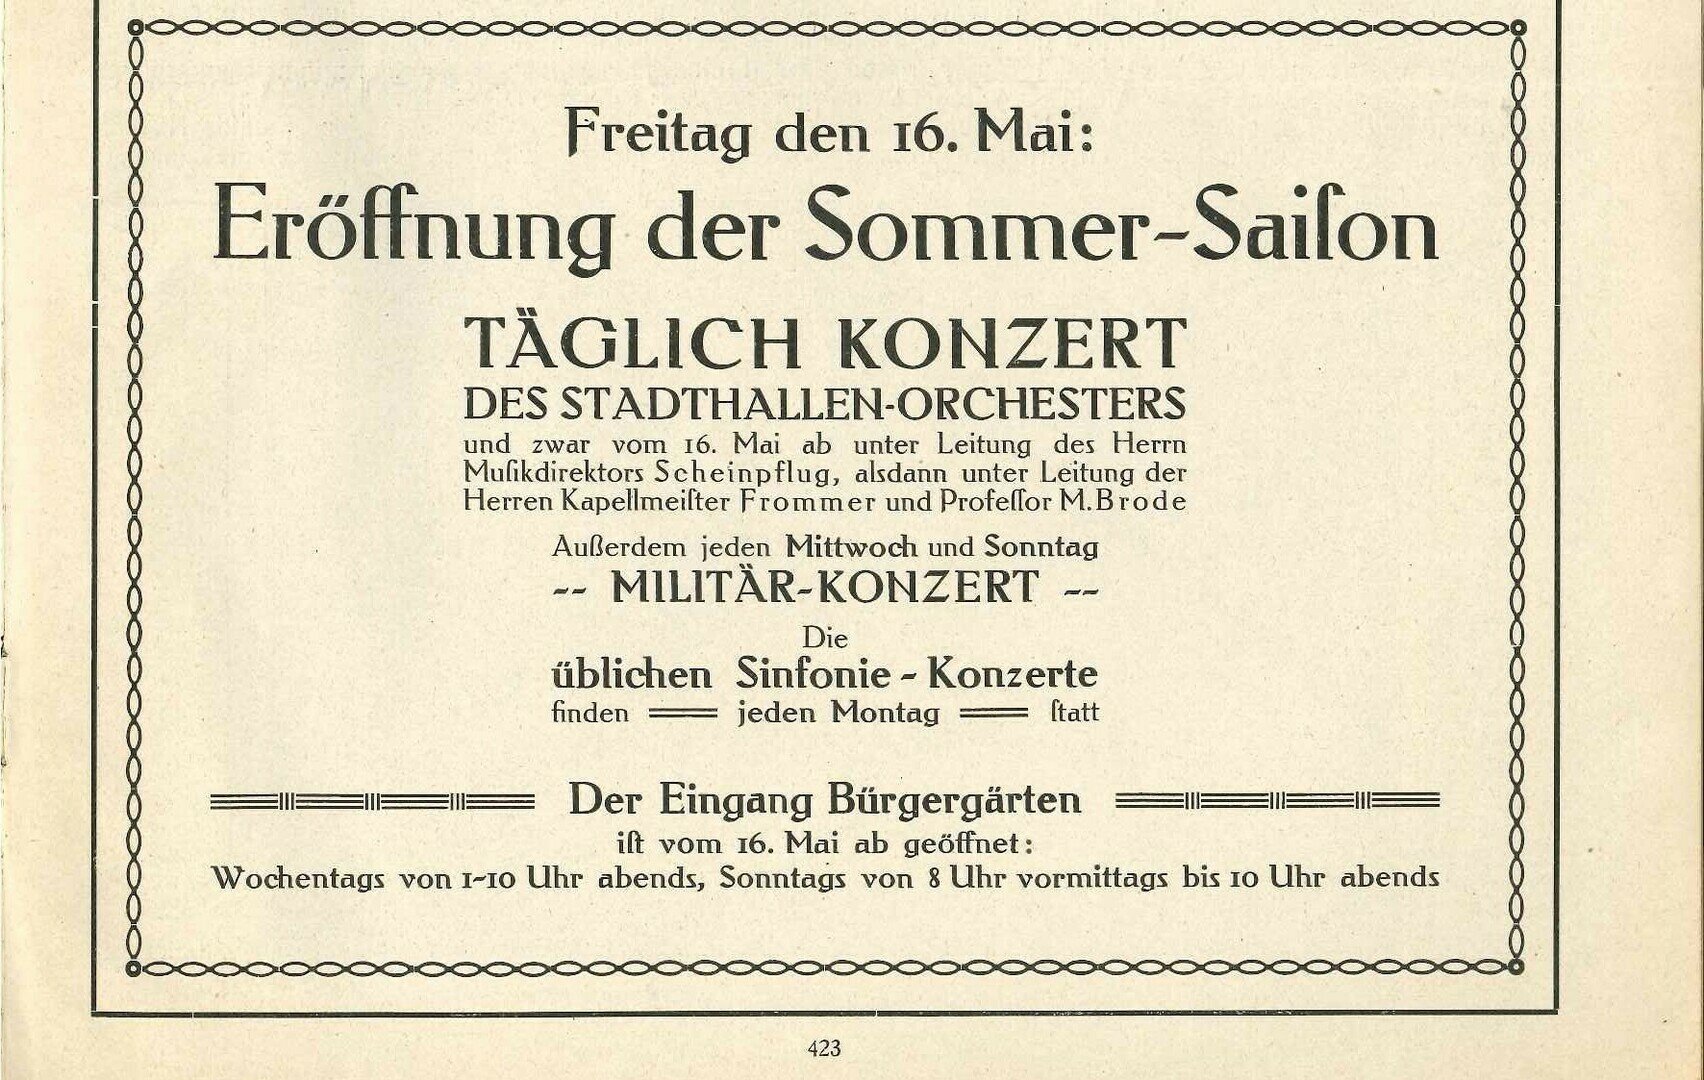 Freitag den 16. Mai:
Eröffnung der Sommer-Saiſon
TÄGLICH KONZERT
DES STADTHALLEN-ORCHESTERS
und zwar vom 16. Mai ab unter Leitung des Herrn
Muſikdirektors Scheinpflug, alsdann unter Leitung der
Herren Kapellmeiſter Frommer und Profeſſor M. Brode
Außerdem jeden Mittwoch und Sonntag
-- MILITÄR-KONZERT --
Die
üblichen Sinfonie-Konzerte
finden jeden Montag ſtatt
Der Eingang Bürgergärten
iſt vom 16. Mai ab geöffnet:
Wochentags von 1-10 Uhr abends, Sonntags von 8 Uhr vormittags bis 10 Uhr abends
423